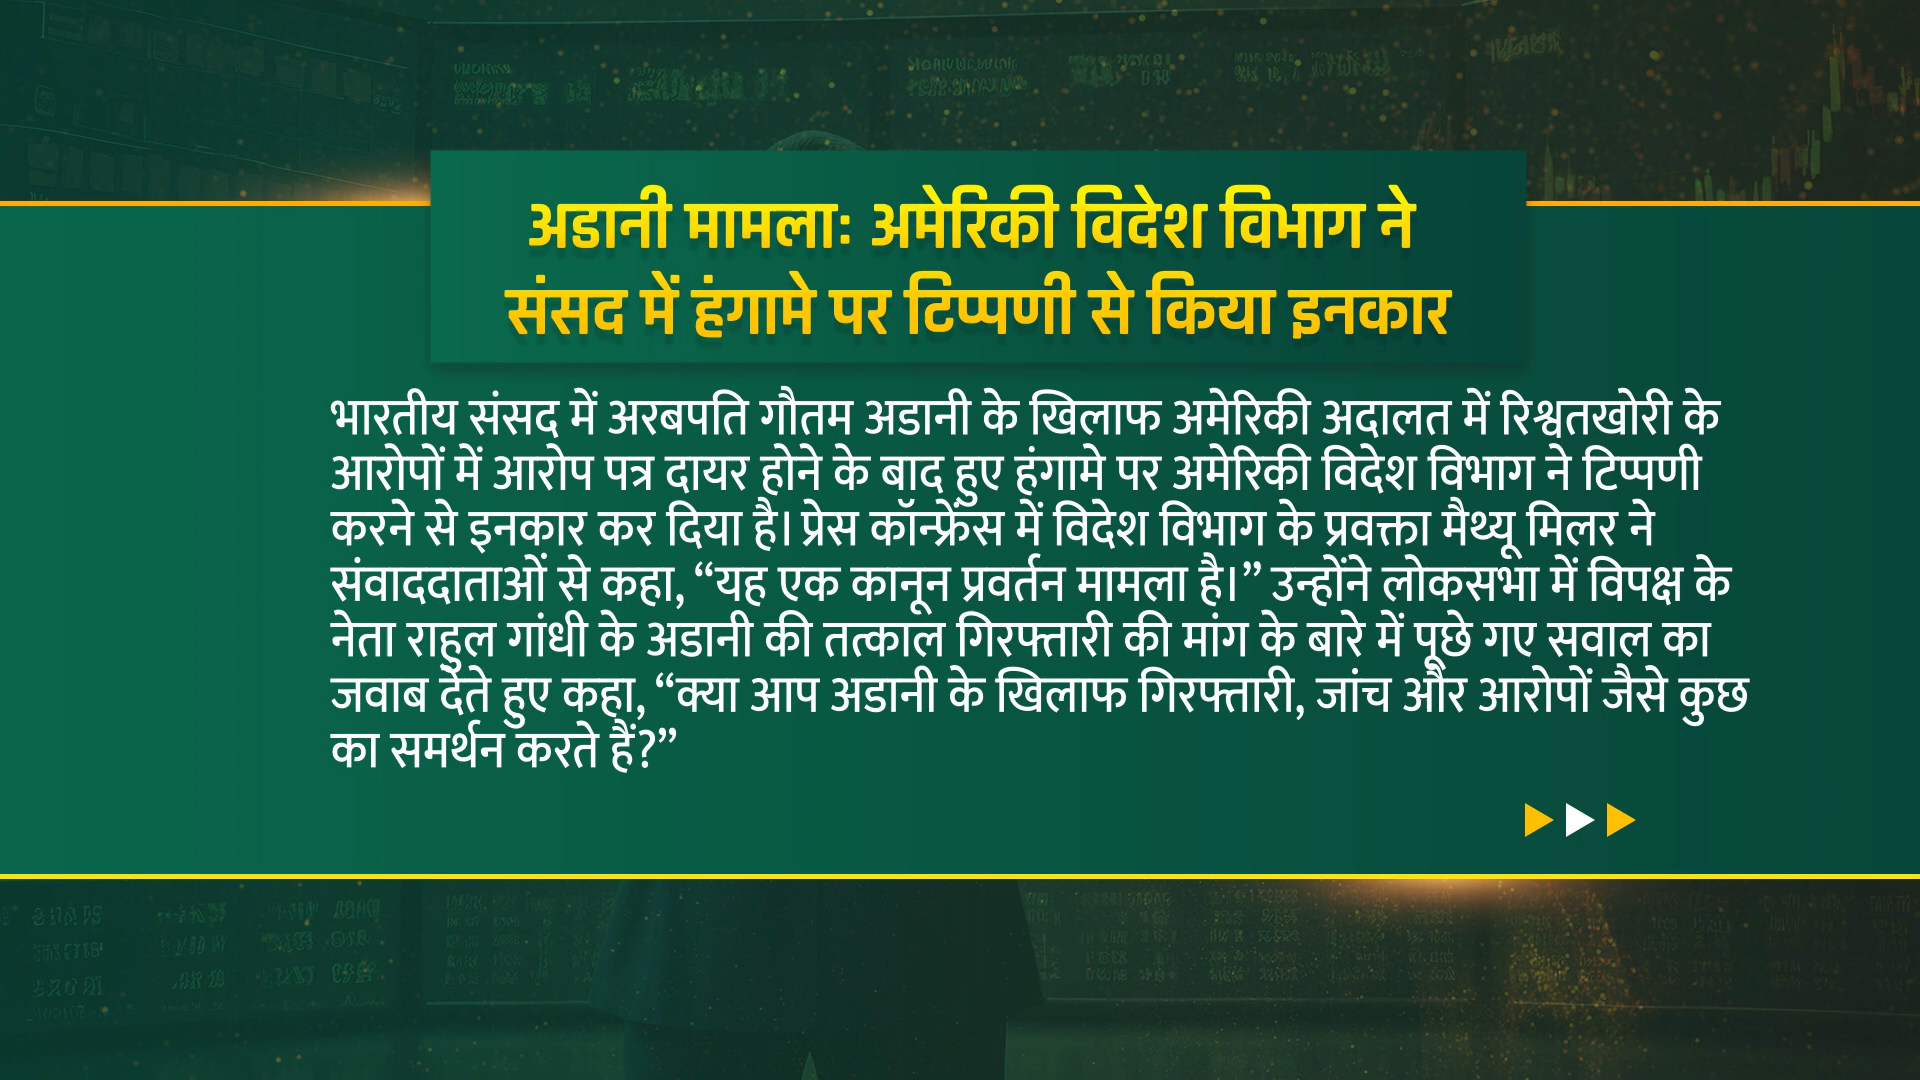 अडानी मामलाः अमेरिकी विदेश विभाग ने
संसद में हंगामे पर टिप्पणी से किया इनकार
भारतीय संसद में अरबपति गौतम अडानी के खिलाफ अमेरिकी अदालत में रिश्वतखोरी के
आरोपों में आरोप पत्र दायर होने के बाद हुए हंगामे पर अमेरिकी विदेश विभाग ने टिप्पणी
करने से इनकार कर दिया है। प्रेस कॉन्फ्रेंस में विदेश विभाग के प्रवक्ता मैथ्यू मिलर ने
संवाददाताओं से कहा, “यह एक कानून प्रवर्तन मामला है।” उन्होंने लोकसभा में विपक्ष के
नेता राहुल गांधी के अडानी की तत्काल गिरफ्तारी की मांग के बारे में पूछे गए सवाल का
जवाब देते हुए कहा, “क्या आप अडानी के खिलाफ गिरफ्तारी, जांच और आरोपों जैसे कुछ
का समर्थन करते हैं?”